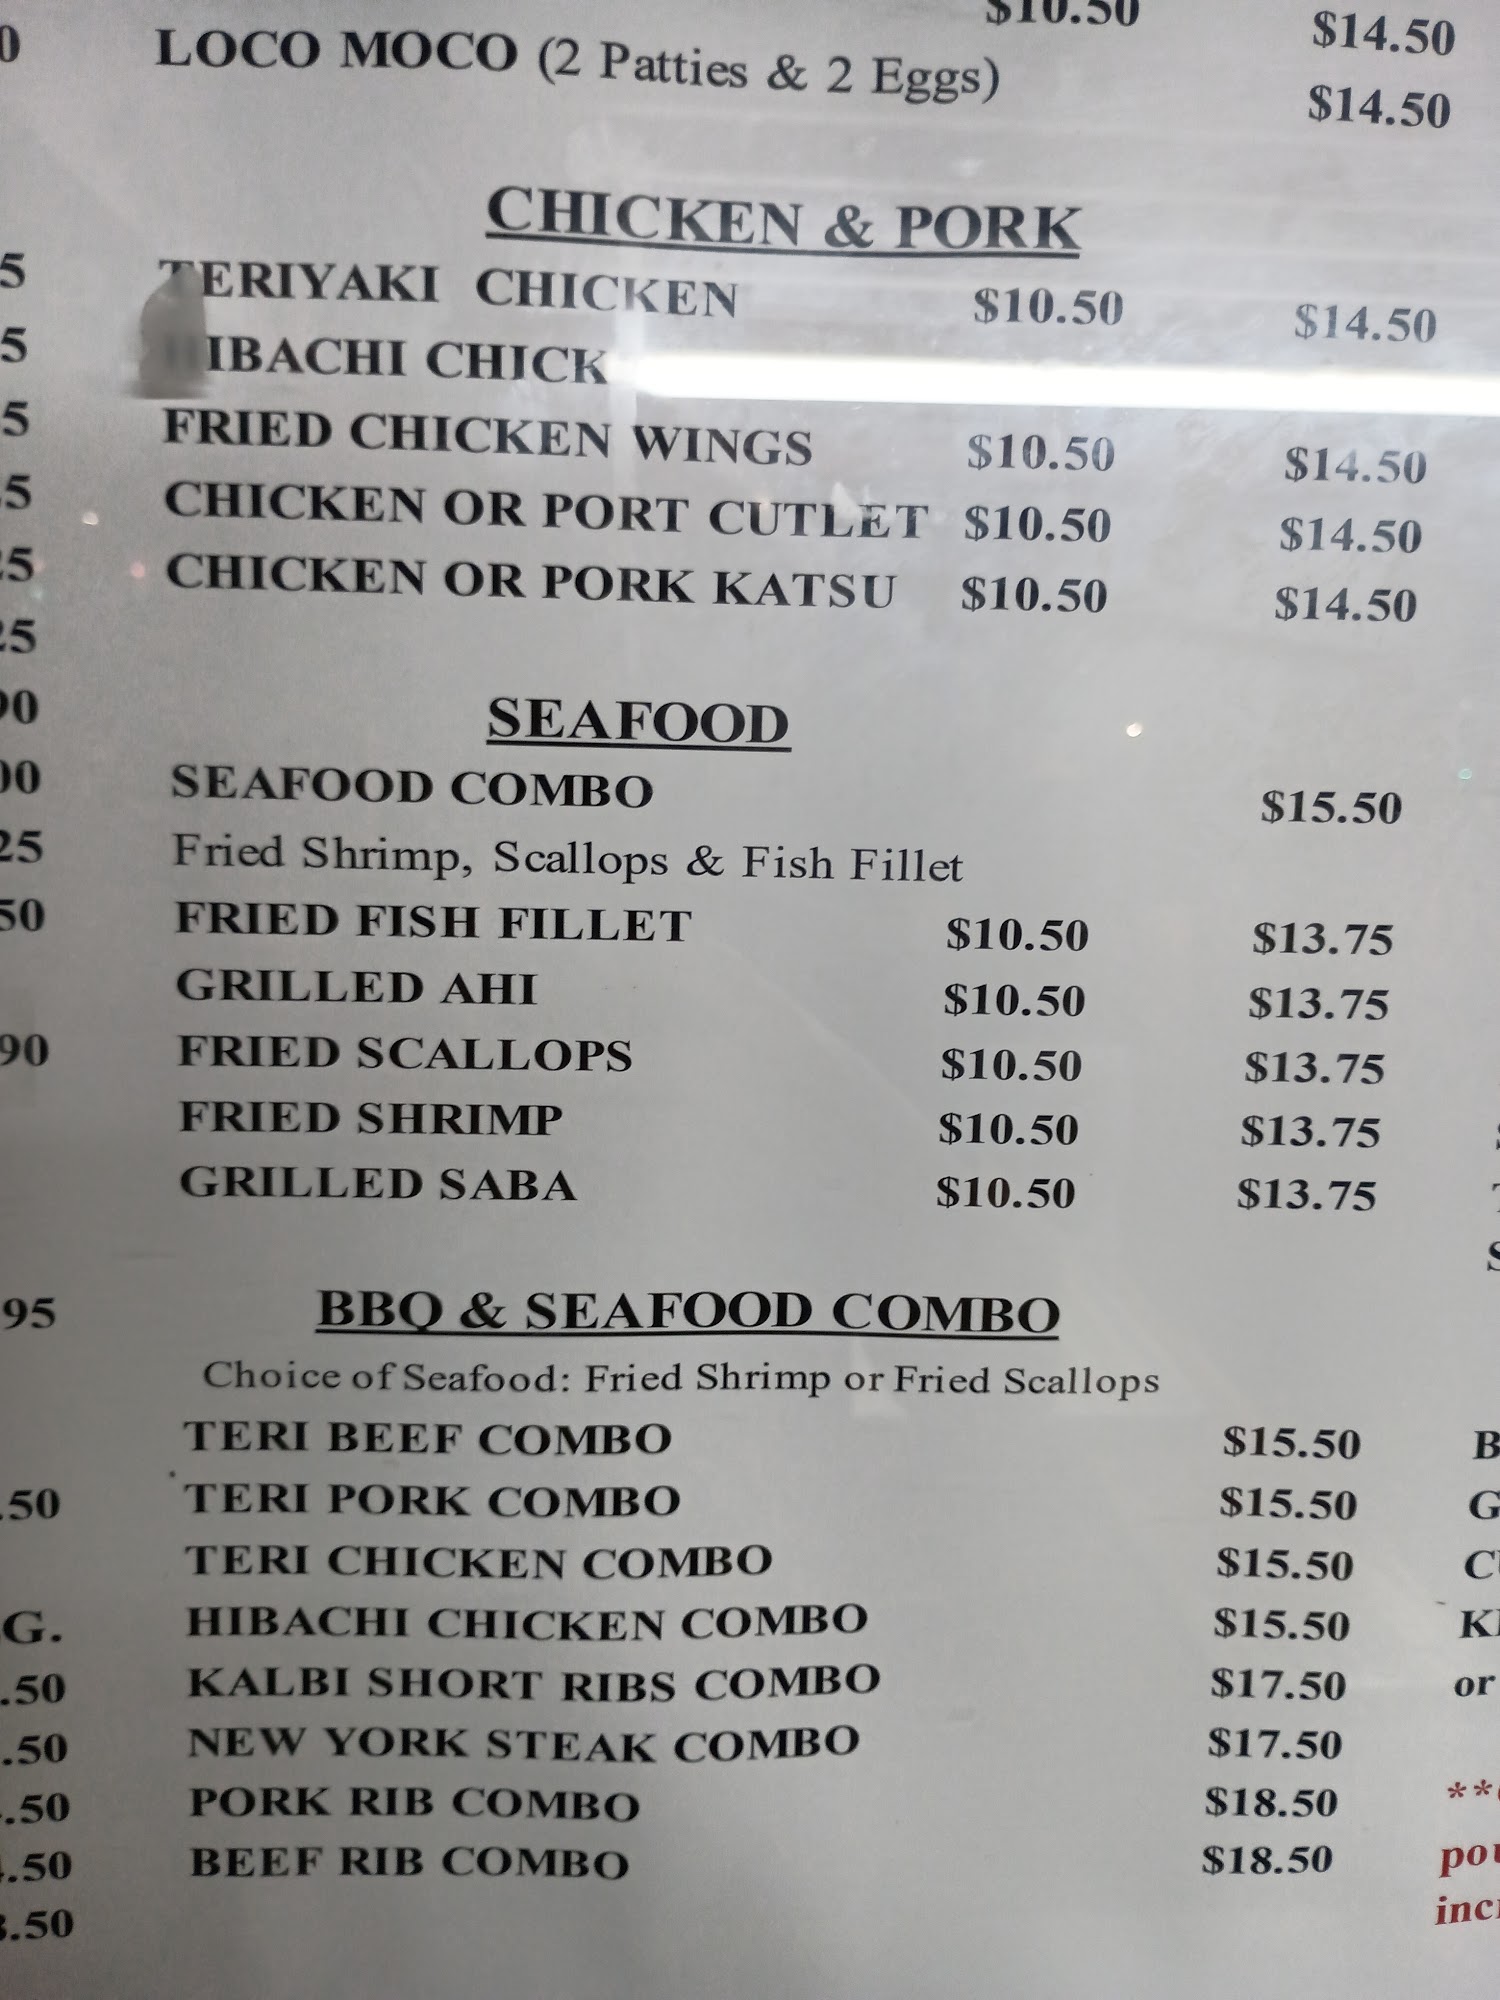 $10.50 $14.50
LOCO MOCO (2 Patties & 2 Eggs) $14.50
CHICKEN & PORK
TERIYAKI CHICKEN $10.50 $14.50
HIBACHI CHICK
FRIED CHICKEN WINGS $10.50 $14.50
CHICKEN OR PORT CUTLET $10.50 $14.50
CHICKEN OR PORK KATSU $10.50 $14.50
SEAFOOD
SEAFOOD COMBO $15.50
Fried Shrimp, Scallops & Fish Fillet
FRIED FISH FILLET $10.50 $13.75
GRILLED AHI $10.50 $13.75
FRIED SCALLOPS $10.50 $13.75
FRIED SHRIMP $10.50 $13.75
GRILLED SABA $10.50 $13.75
BBQ & SEAFOOD COMBO
Choice of Seafood: Fried Shrimp or Fried Scallops
TERI BEEF COMBO $15.50
TERI PORK COMBO $15.50
TERI CHICKEN COMBO $15.50
HIBACHI CHICKEN COMBO $15.50
KALBI SHORT RIBS COMBO $17.50
NEW YORK STEAK COMBO $17.50
PORK RIB COMBO $18.50
BEEF RIB COMBO $18.50
or